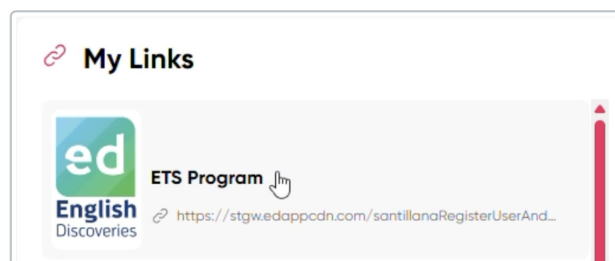 My Links
ed
English
Discoveries
ETS Program
https://stgw.edappcdn.com/santillanaRegisterUserAnd...